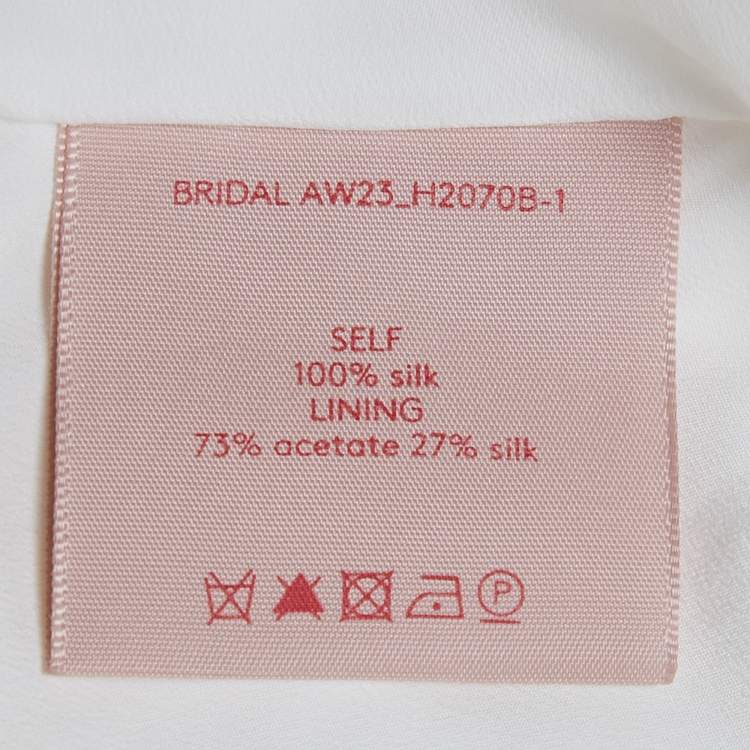 BRIDAL AW23_H2070B-1
SELF
100% silk
LINING
73% acetate 27% silk
P